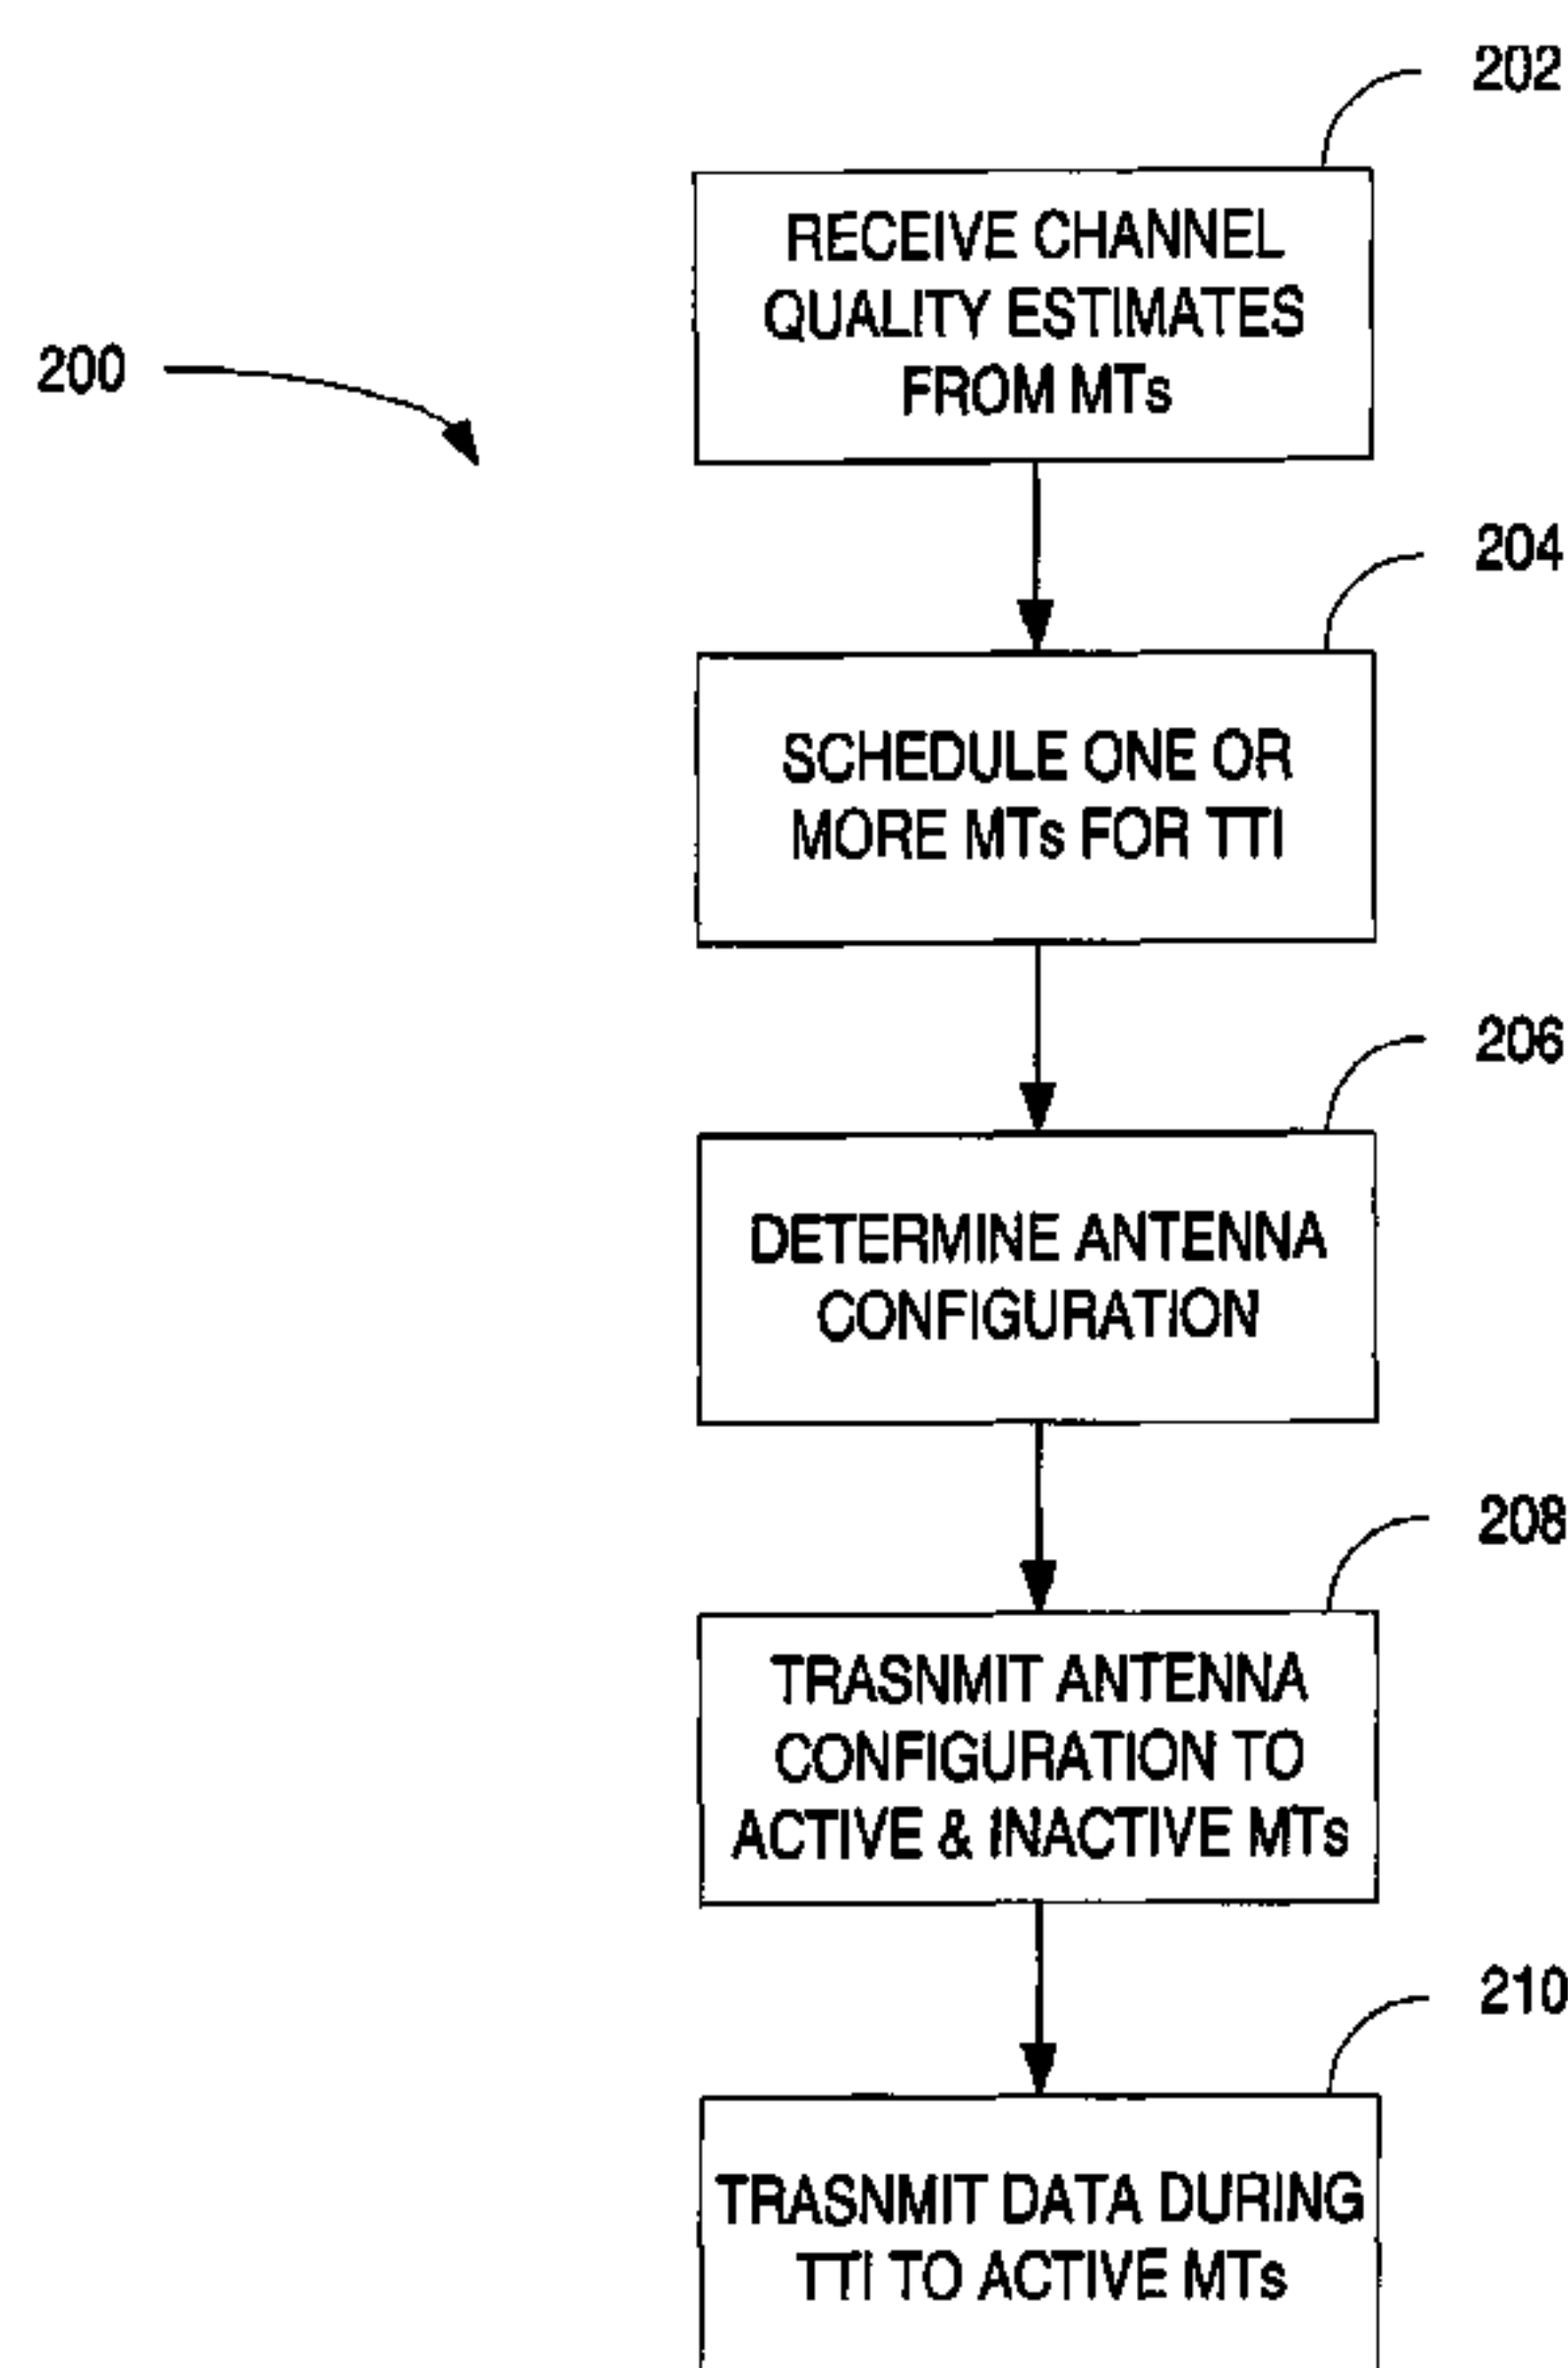 202
RECEIVE CHANNEL
QUALITY ESTIMATES
FROM MTs
200
204
SCHEDULE ONE OR
MORE MTs FOR TTI
206
DETERMINE ANTENNA
CONFIGURATION
208
TRASNMIT ANTENNA
CONFIGURATION TO
ACTIVE & INACTIVE MTs
210
TRASNMIT DATA DURING
TTI TO ACTIVE MTs